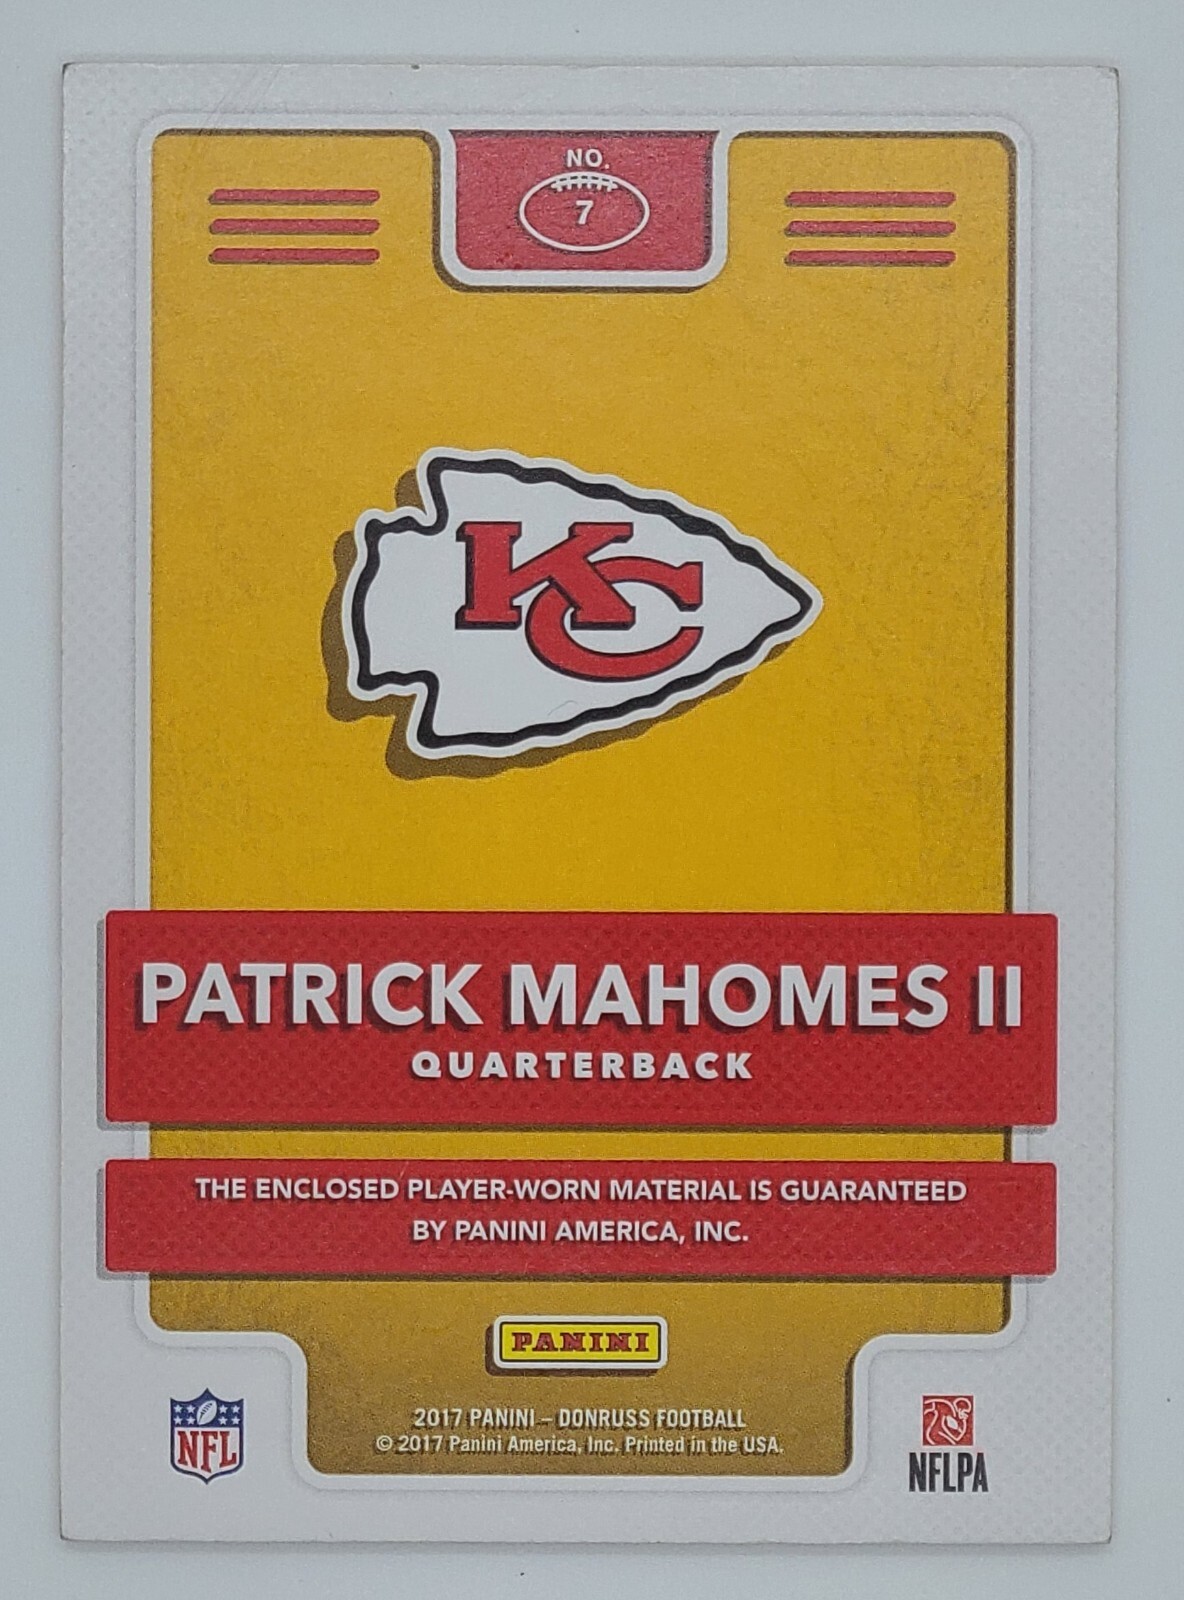 NO.
7
KC
PATRICK MAHOMES II
QUARTERBACK
THE ENCLOSED PLAYER-WORN MATERIAL IS GUARANTEED
BY PANINI AMERICA, INC.
PANINI
2017 PANINI – DONRUSS FOOTBALL
© 2017 Panini America, Inc. Printed in the USA.
NFL
NFLPA